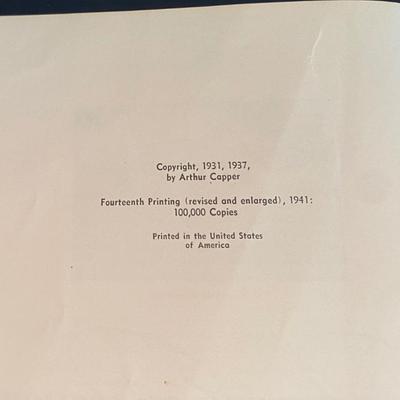 Copyright, 1931, 1937,
by Arthur Capper
Fourteenth Printing (revised and enlarged), 1941:
100,000 Copies
Printed in the United States
of America